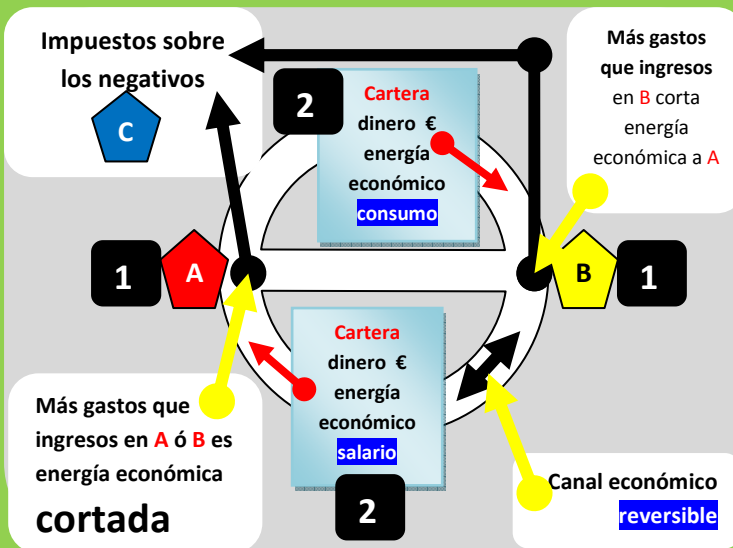 Impuestos sobre
los negativos
C
2
Cartera
dinero €
energía
económico
consumo
Más gastos
que ingresos
en B corta
energía
económica a A
1
A
B
1
Cartera
dinero €
energía
económico
salario
2
Más gastos que
ingresos en A ó B es
energía económica
cortada
Canal económico
reversible